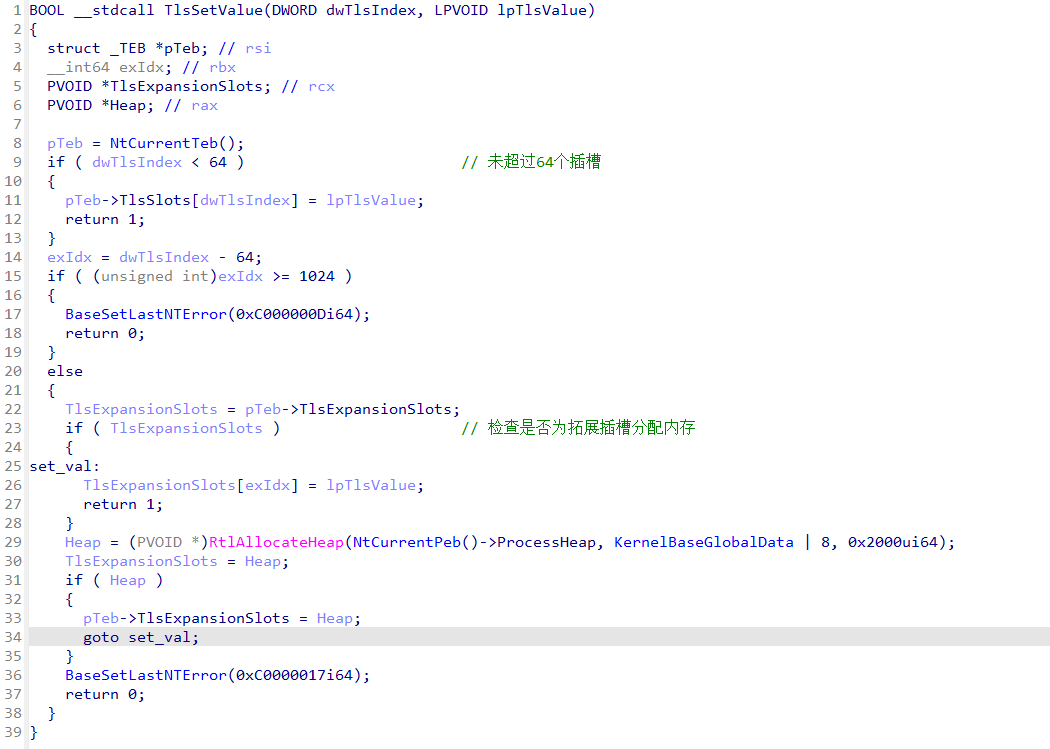 1 BOOL __stdcall TlsSetValue(DWORD dwTlsIndex, LPVOID lpTlsValue)
2 {
3   struct _TEB *pTeb; // rsi
4   __int64 exIdx; // rbx
5   PVOID *TlsExpansionSlots; // rcx
6   PVOID *Heap; // rax
7
8   pTeb = NtCurrentTeb();
9   if ( dwTlsIndex < 64 )                        // 未超过64个插槽
10   {
11     pTeb->TlsSlots[dwTlsIndex] = lpTlsValue;
12     return 1;
13   }
14   exIdx = dwTlsIndex - 64;
15   if ( (unsigned int)exIdx >= 1024 )
16   {
17     BaseSetLastNTError(0xC000000Di64);
18     return 0;
19   }
20   else
21   {
22     TlsExpansionSlots = pTeb->TlsExpansionSlots;
23     if ( TlsExpansionSlots )                    // 检查是否为拓展插槽分配内存
24     {
25 set_val:
26       TlsExpansionSlots[exIdx] = lpTlsValue;
27       return 1;
28     }
29     Heap = (PVOID *)RtlAllocateHeap(NtCurrentPeb()->ProcessHeap, KernelBaseGlobalData | 8, 0x2000ui64);
30     TlsExpansionSlots = Heap;
31     if ( Heap )
32     {
33       pTeb->TlsExpansionSlots = Heap;
34       goto set_val;
35     }
36     BaseSetLastNTError(0xC0000017i64);
37     return 0;
38   }
39 }